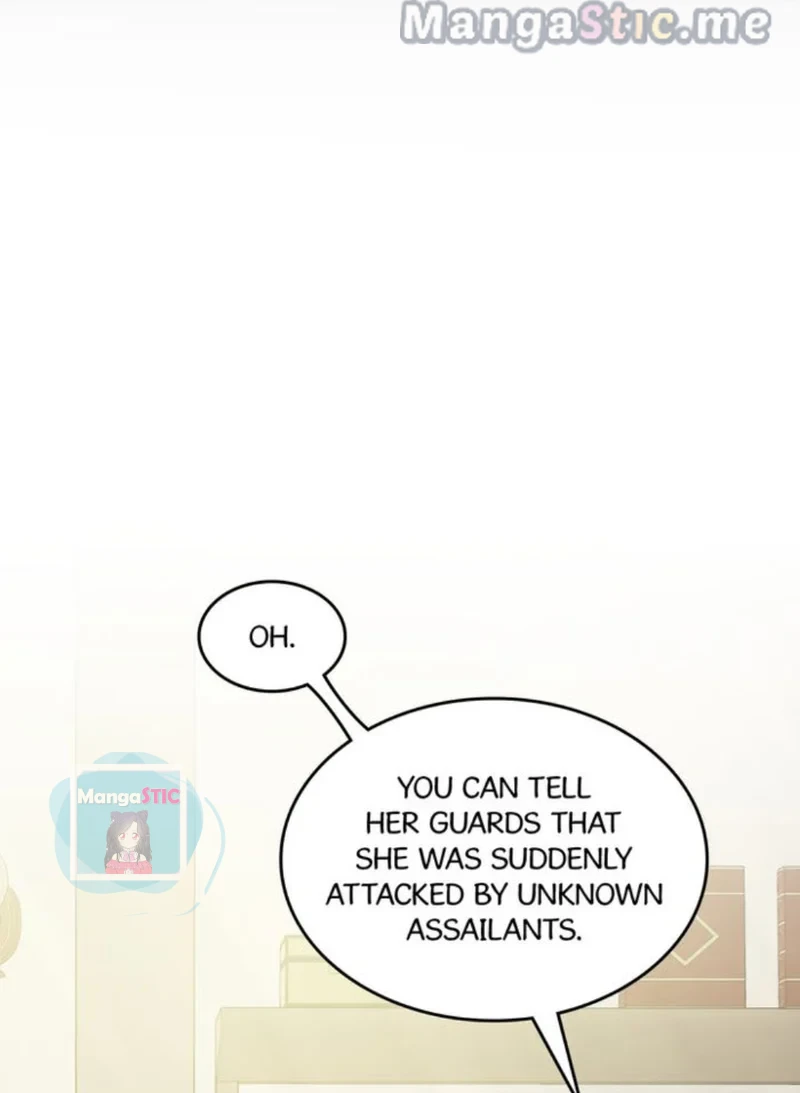 MangaStic.me
OH.
YOU CAN TELL
HER GUARDS THAT
SHE WAS SUDDENLY
ATTACKED BY UNKNOWN
ASSAILANTS.
MangaSTIC